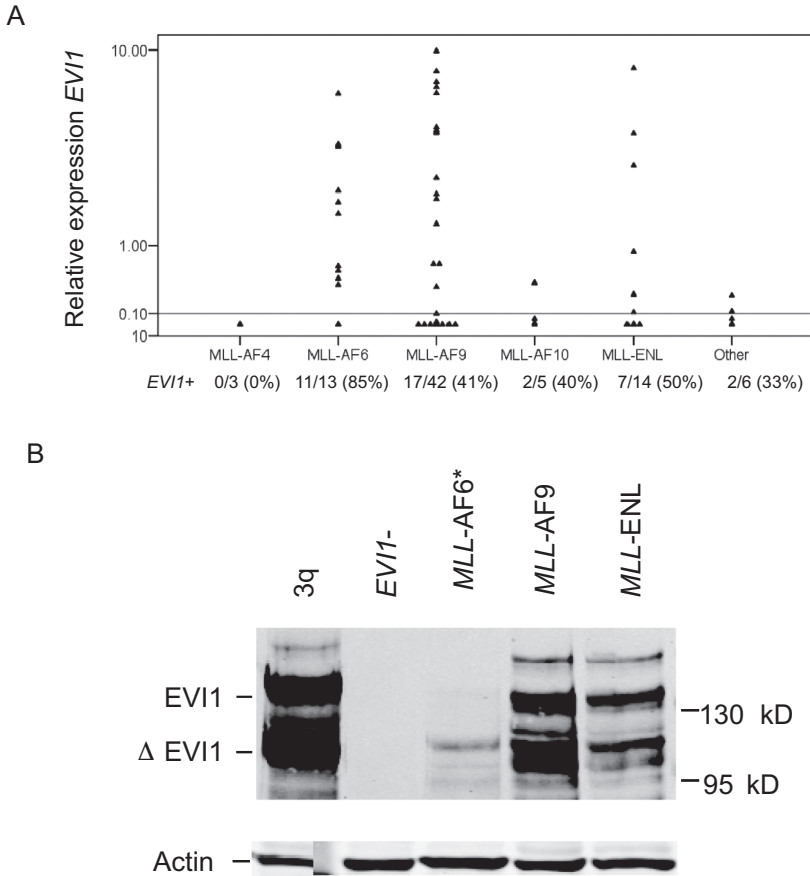 A
Relative expression EVI1
10.00
1.00
0.10
10
MLL-AF4 MLL-AF6 MLL-AF9 MLL-AF10 MLL-ENL Other
EVI1+ 0/3 (0%) 11/13 (85%) 17/42 (41%) 2/5 (40%) 7/14 (50%) 2/6 (33%)
B
3q EVI1- MLL-AF6* MLL-AF9 MLL-ENL
EVI1
130 kD
Δ EVI1
95 kD
Actin